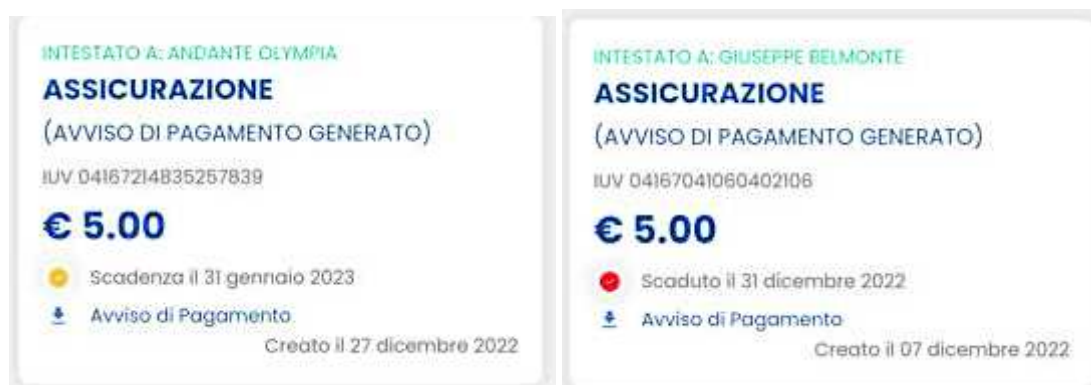 INTESTATO A: ANDANTE OLYMPIA
ASSICURAZIONE
(AVVISO DI PAGAMENTO GENERATO)
IUV 04167214835257839
€ 5.00
Scadenza il 31 gennaio 2023
Avviso di Pagamento
Creato il 27 dicembre 2022
INTESTATO A: GIUSEPPE BELMONTE
ASSICURAZIONE
(AVVISO DI PAGAMENTO GENERATO)
IUV 04167041060402106
€ 5.00
Scaduto il 31 dicembre 2022
Avviso di Pagamento
Creato il 07 dicembre 2022